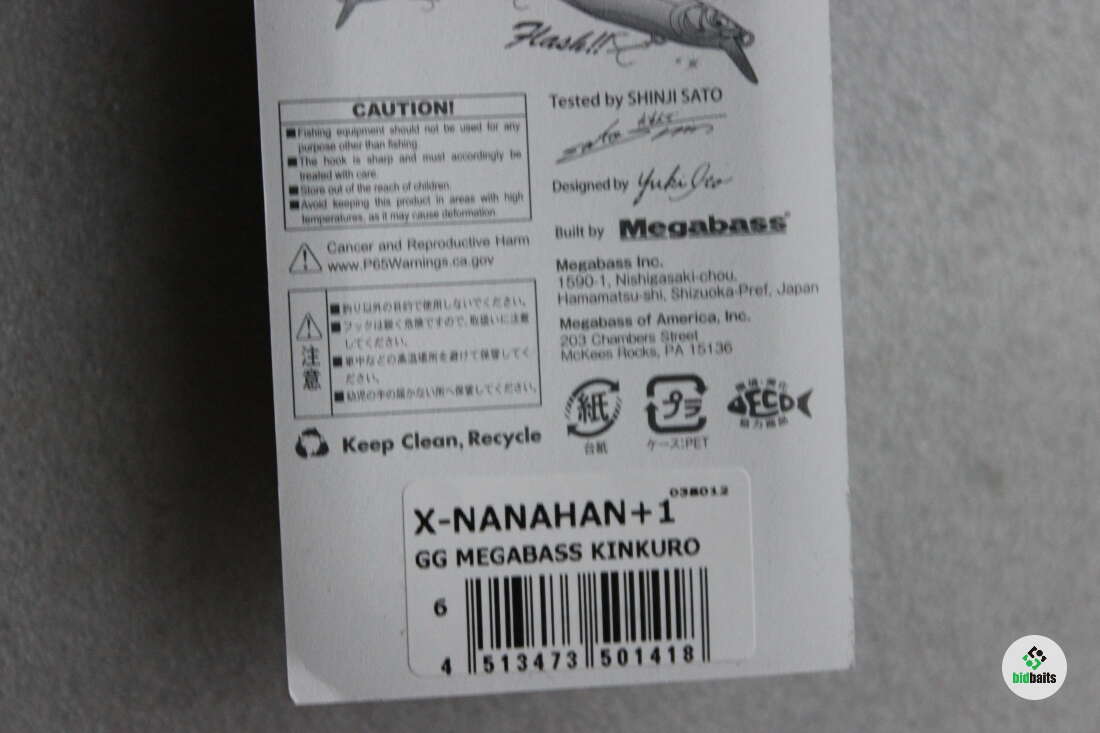 Flash!!
CAUTION!
■Fishing equipment should not be used for any
purpose other than fishing.
■The hook is sharp and must accordingly be
treated with care.
■Store out of the reach of children.
■Avoid keeping this product in areas with high
temperatures, as it may cause deformation.
Cancer and Reproductive Harm
www.P65Warnings.ca.gov
注意
■釣り以外の目的で使用しないでください。
■フックは鋭く危険ですので、取扱いに注意
してください。
■車中などの高温場所を避けて保管してく
ださい。
■幼児の手の届かない所へ保管してください。
Keep Clean, Recycle
Tested by SHINJI SATO
Designed by Yuki Ito
Built by Megabass
Megabass Inc.
1590-1, Nishigasaki-chou,
Hamamatsu-shi, Shizuoka-Pref, Japan
Megabass of America, Inc.
203 Chambers Street
McKees Rocks, PA 15136
紙
台紙
プラ
ケース:PET
環境・浄化
ECO
038012
X-NANAHAN+1
GG MEGABASS KINKURO
6
4 513473 501418
bidbaits